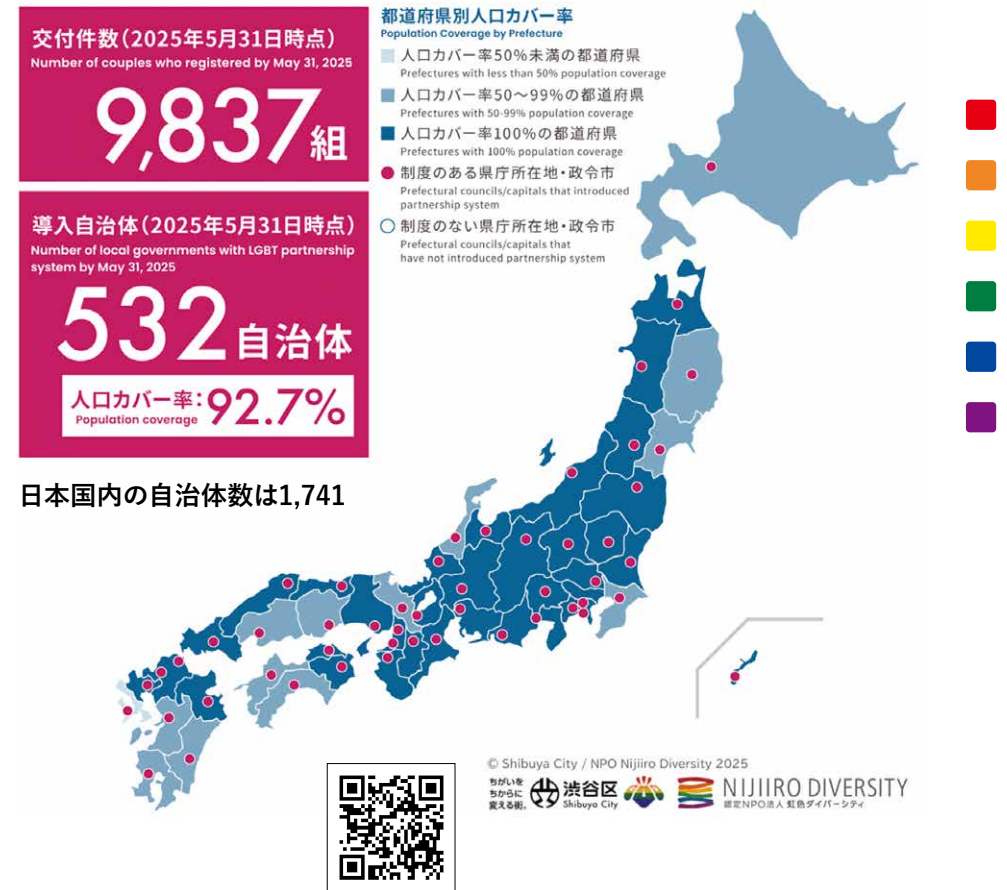 交付件数（2025年5月31日時点）
Number of couples who registered by May 31, 2025
9,837組
導入自治体（2025年5月31日時点）
Number of local governments with LGBT partnership
system by May 31, 2025
532自治体
人口カバー率：92.7%
Population coverage
日本国内の自治体数は1,741
都道府県別人口カバー率
Population Coverage by Prefecture
人口カバー率50%未満の都道府県
Prefectures with less than 50% population coverage
人口カバー率50〜99%の都道府県
Prefectures with 50-99% population coverage
人口カバー率100%の都道府県
Prefectures with 100% population coverage
制度のある県庁所在地・政令市
Prefectural councils/capitals that introduced
partnership system
制度のない県庁所在地・政令市
Prefectural councils/capitals that
have not introduced partnership system
© Shibuya City / NPO Nijiiro Diversity 2025
ちがいを
ちからに
変える街。
渋谷区
Shibuya City
NIJIIRO DIVERSITY
認定NPO法人 虹色ダイバーシティ